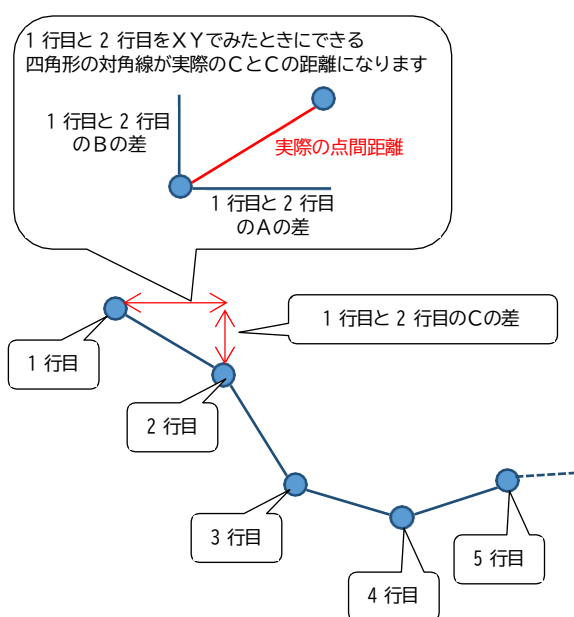 1 行目と 2 行目をＸＹでみたときにできる
四角形の対角線が実際のＣとＣの距離になります
1 行目と 2 行目
のＢの差
実際の点間距離
1 行目と 2 行目
のＡの差
1 行目と 2 行目のＣの差
1 行目
2 行目
3 行目
5 行目
4 行目